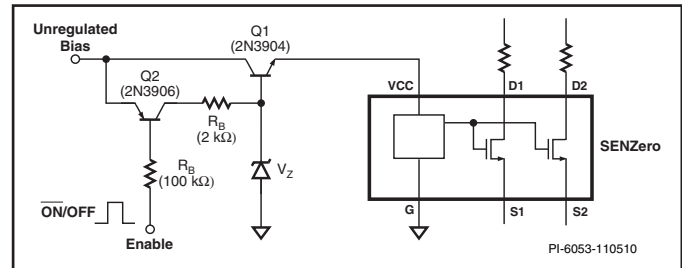 Unregulated
Bias
Q1
(2N3904)
Q2
(2N3906)
RB
(2 kΩ)
RB
(100 kΩ)
VZ
ON/OFF
Enable
VCC
D1
D2
SENZero
G
S1
S2
PI-6053-110510